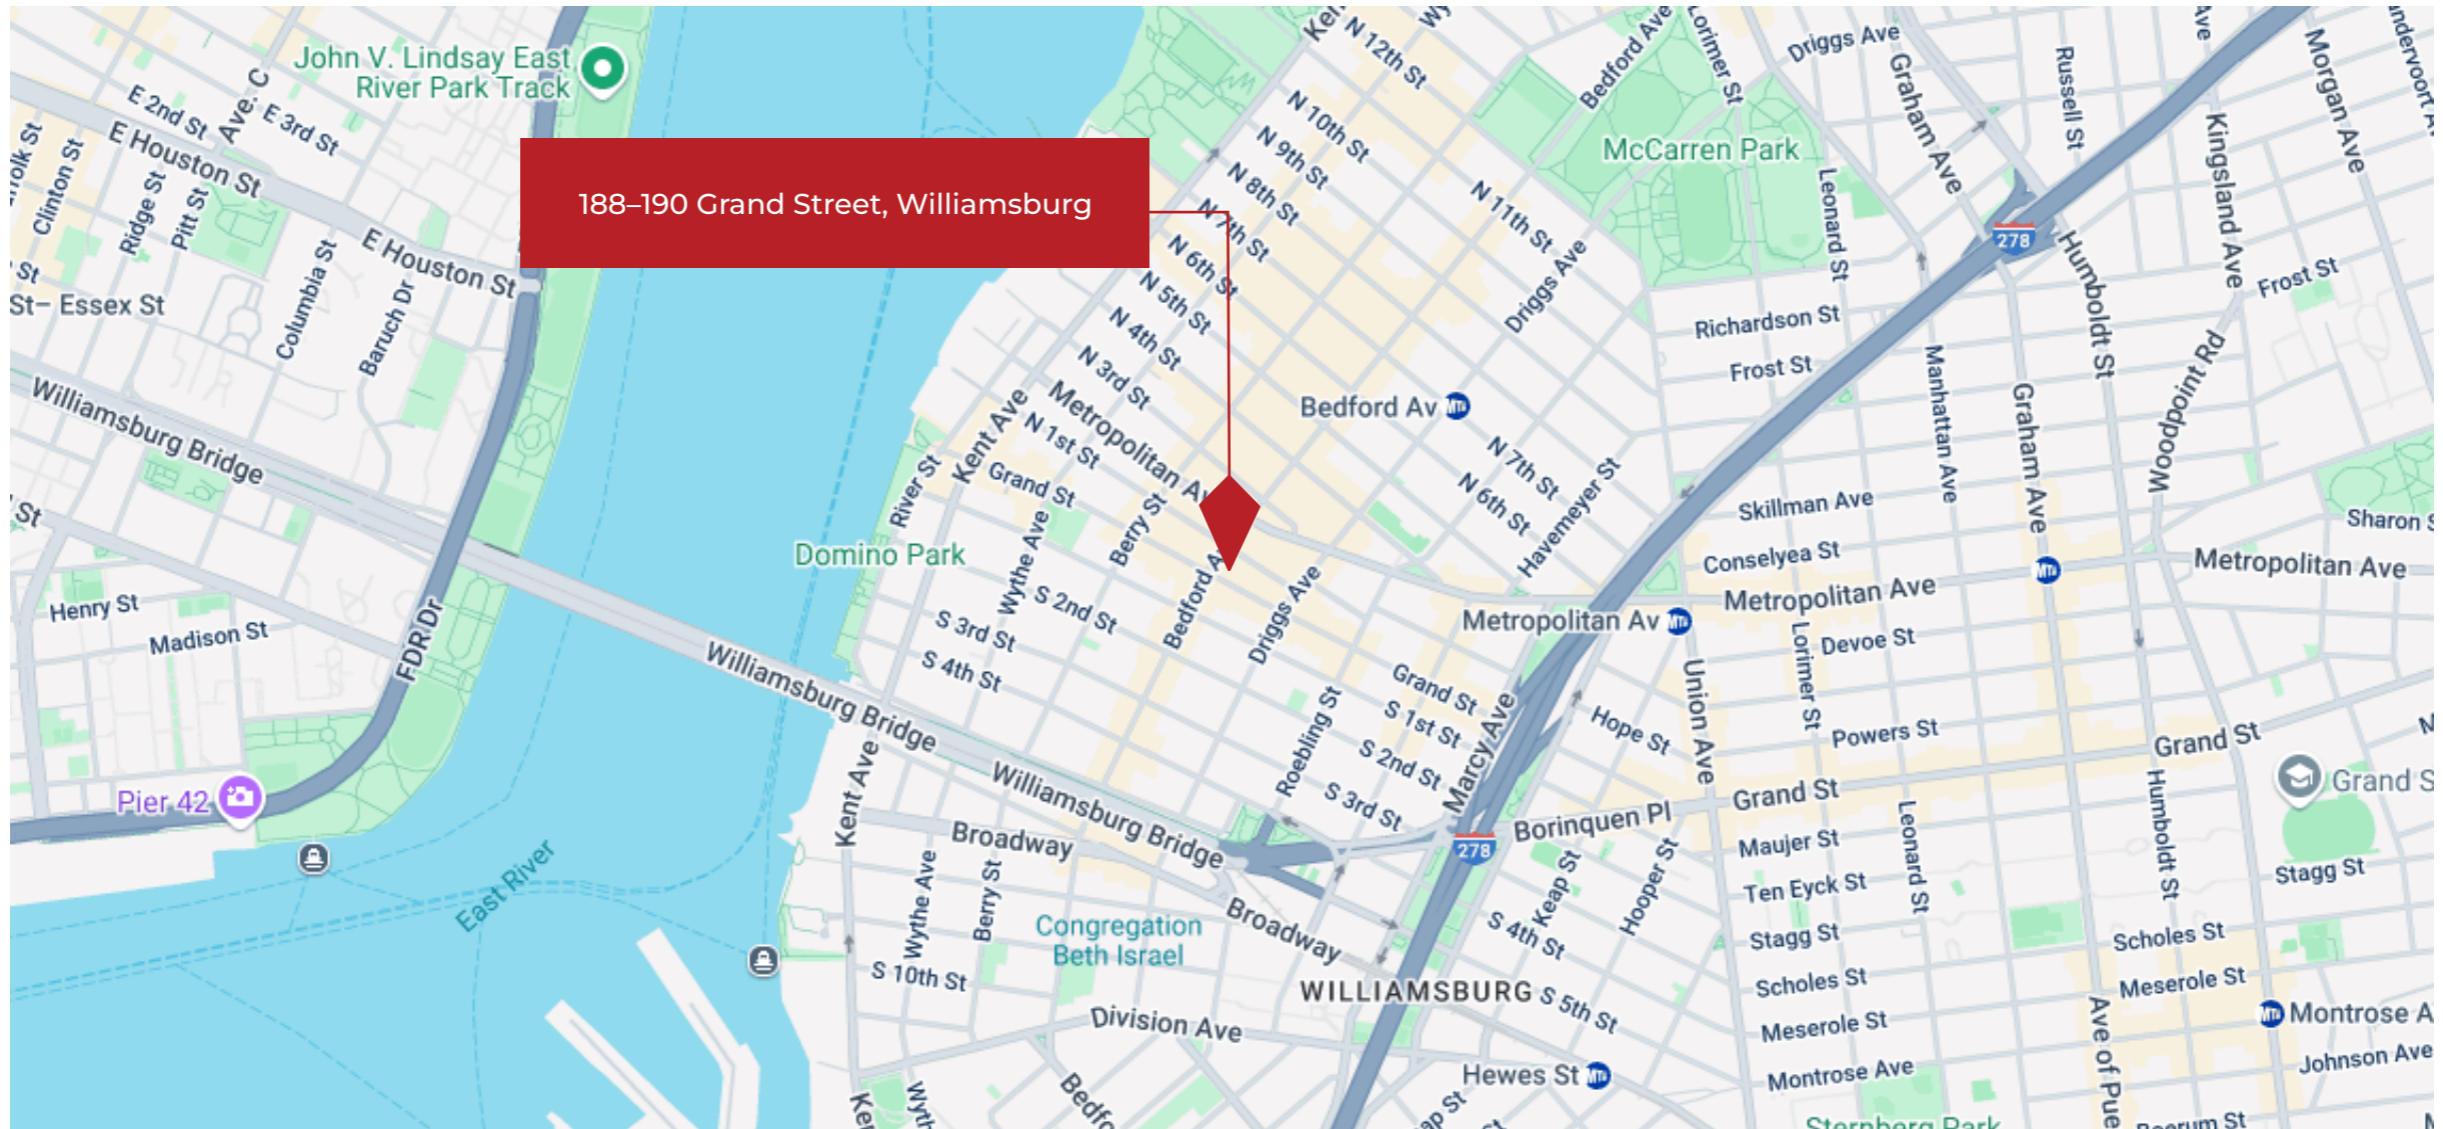 John V. Lindsay East
River Park Track
Ave. C
E 2nd St
E 3rd St
E Houston St
Clinton St
Ridge St
Pitt St
188–190 Grand Street, Williamsburg
E Houston St
St– Essex St
Columbia St
Baruch Dr
Williamsburg Bridge
St
St
Henry St
Madison St
FDR Dr
Pier 42
East River
N 12th St
N 10th St
N 9th St
N 8th St
N 7th St
N 6th St
N 5th St
N 4th St
N 3rd St
N 11th St
Metropolitan
N 1st St
Grand St
Kent Ave
River St
Domino Park
Wythe Ave
Berry St
Bedford
Driggs Ave
S 2nd St
S 3rd St
S 4th St
Williamsburg Bridge
Williamsburg Bridge
Kent Ave
Broadway
Wythe Ave
Berry St
Congregation
Beth Israel
Broadway
S 10th St
Division Ave
WILLIAMSBURG
Bedford Ave
Lorimer St
Driggs Ave
McCarren Park
Driggs Ave
Graham Ave
Leonard St
Russell St
Kingsland Ave
Morgan Ave
Ave
278
Humboldt St
Frost St
Richardson St
Frost St
Manhattan Ave
Graham Ave
Woodpoint Rd
Bedford Av
N 7th St
N 6th St
Havemeyer St
Skillman Ave
Conselyea St
Metropolitan Ave
Metropolitan Ave
Sharon
Metropolitan Av
Devoe St
Lorimer St
Union Ave
Powers St
Grand St
Grand St
Grand St
S 1st St
S 2nd St
S 3rd St
Roebling St
Marcy Ave
Hope St
278
Borinquen Pl
Maujer St
Ten Eyck St
Stagg St
Leonard St
Humboldt St
Grand
Stagg St
Keap St
Hooper St
S 4th St
S 5th St
Scholes St
Scholes St
Meserole St
Meserole St
Montrose
Montrose Ave
Johnson Ave
Ave of
Hewes St
Sternberg Park